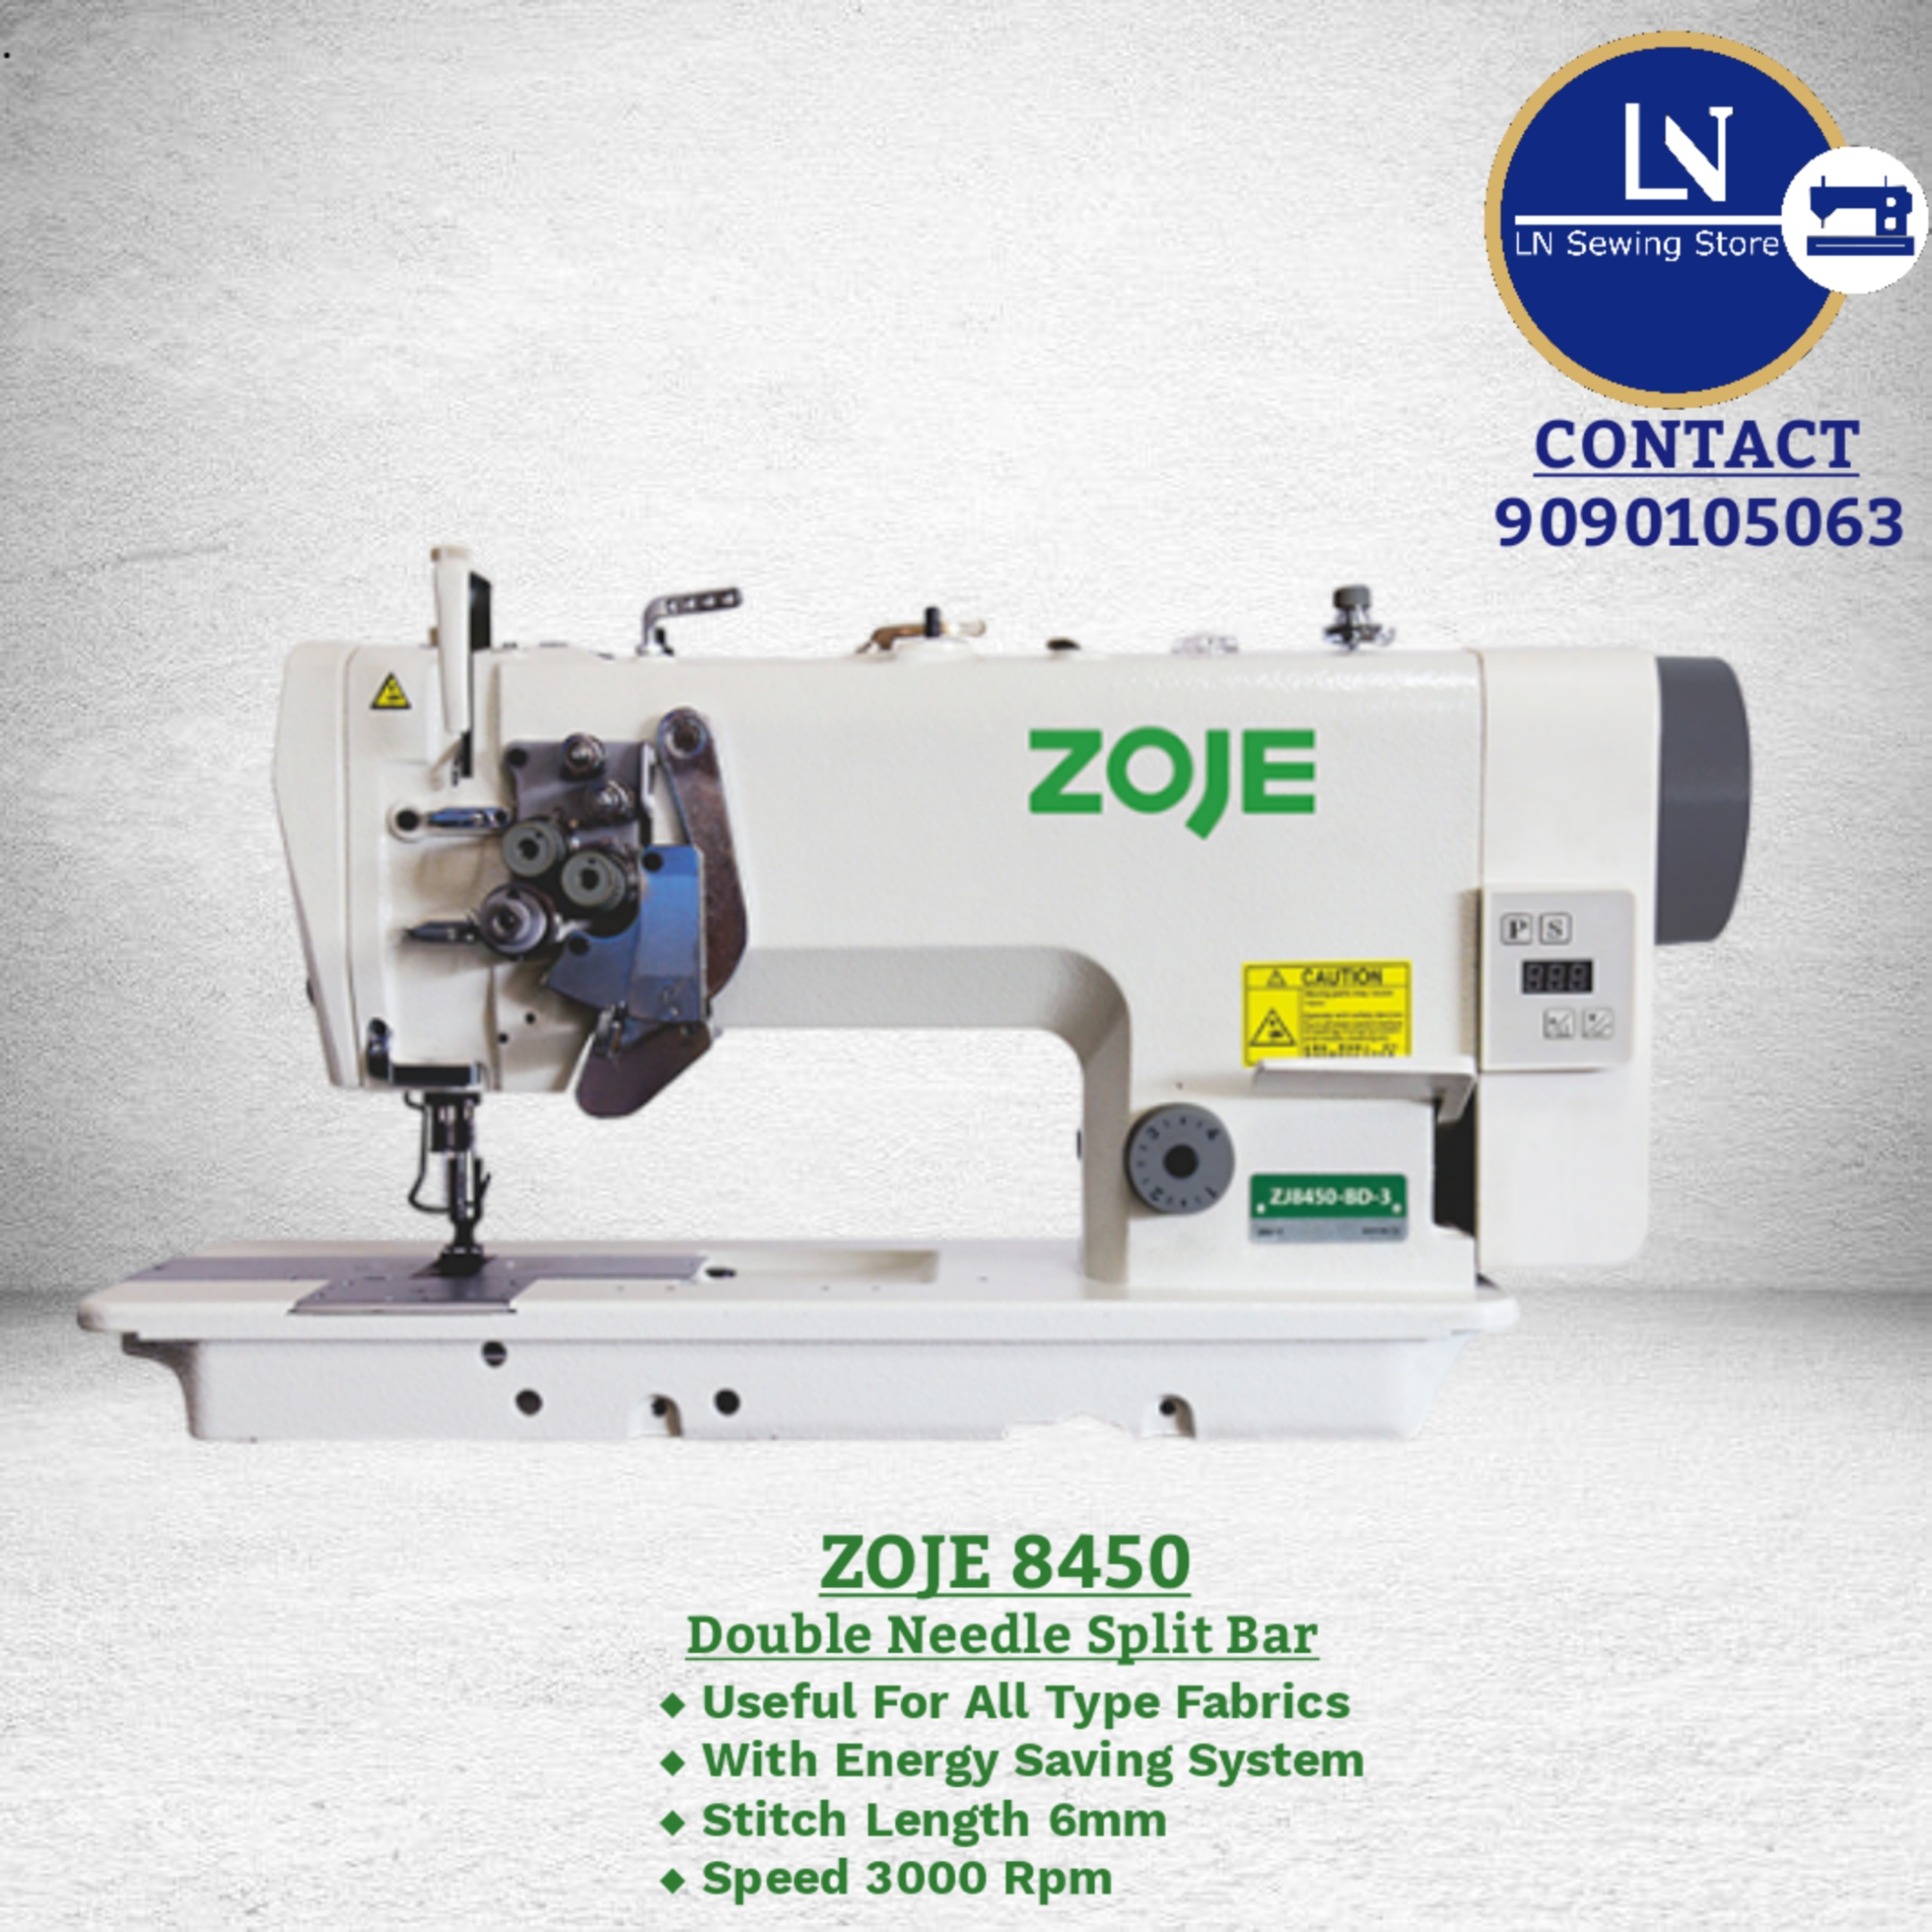 LN
LN Sewing Store
CONTACT
9090105063
ZOJE
P S
CAUTION
ZJ8450-BD-3
ZOJE 8450
Double Needle Split Bar
◆ Useful For All Type Fabrics
◆ With Energy Saving System
◆ Stitch Length 6mm
◆ Speed 3000 Rpm